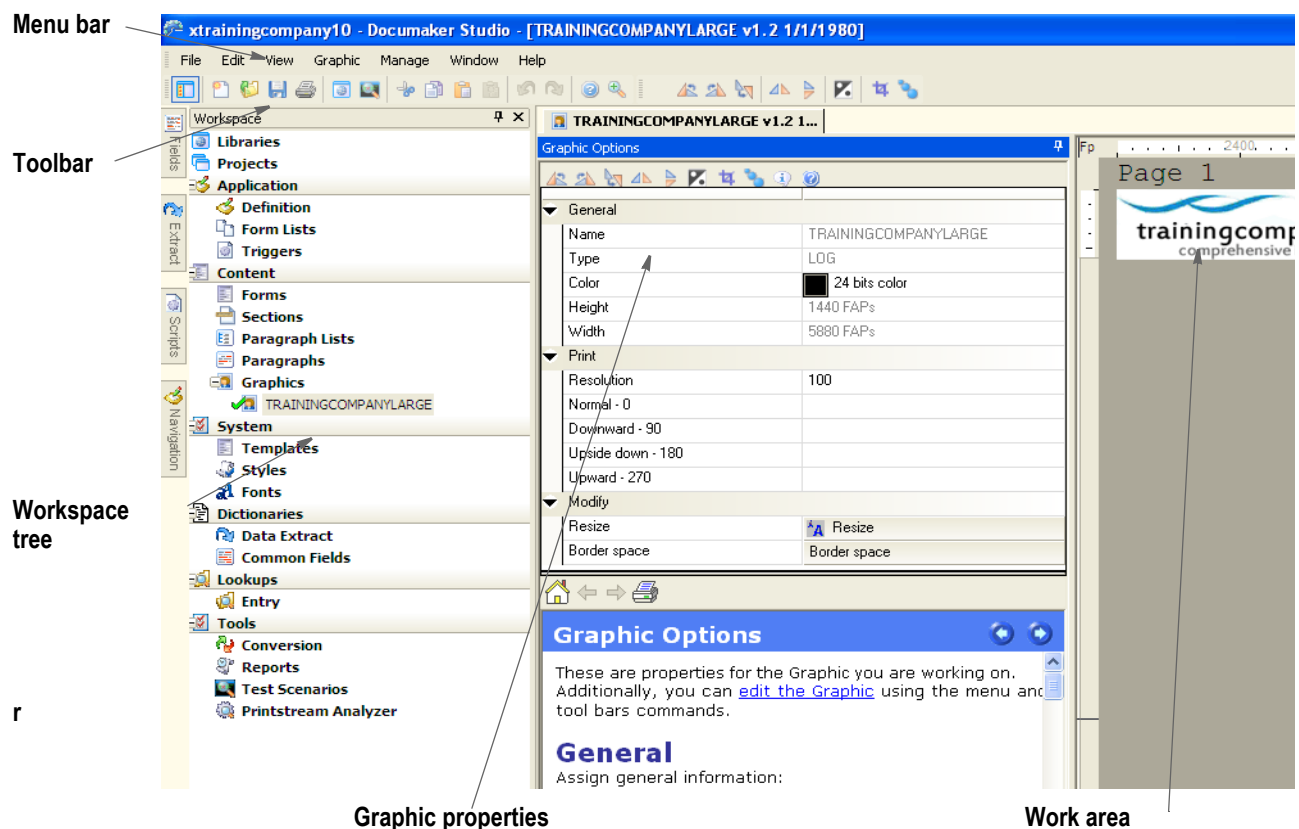 Menu bar
xtrainingcompany10 - Documaker Studio - [TRAININGCOMPANYLARGE v1.2 1/1/1980]
File Edit View Graphic Manage Window Help
Toolbar
Workspace
Fields
Extract
Scripts
Navigation
Libraries
Projects
Application
Definition
Form Lists
Triggers
Content
Forms
Sections
Paragraph Lists
Paragraphs
Graphics
TRAININGCOMPANYLARGE
System
Templates
Styles
Fonts
Dictionaries
Data Extract
Common Fields
Lookups
Entry
Tools
Conversion
Reports
Test Scenarios
Printstream Analyzer
Workspace
tree
r
TRAININGCOMPANYLARGE v1.2 1...
Graphic Options
General
Name TRAININGCOMPANYLARGE
Type LOG
Color 24 bits color
Height 1440 FAPs
Width 5880 FAPs
Print
Resolution 100
Normal - 0
Downward - 90
Upside down - 180
Upward - 270
Modify
Resize Resize
Border space Border space
Graphic Options
These are properties for the Graphic you are working on.
Additionally, you can edit the Graphic using the menu and
tool bars commands.
General
Assign general information:
Fp 2400
Page 1
trainingcomp
comprehensive
Graphic properties
Work area